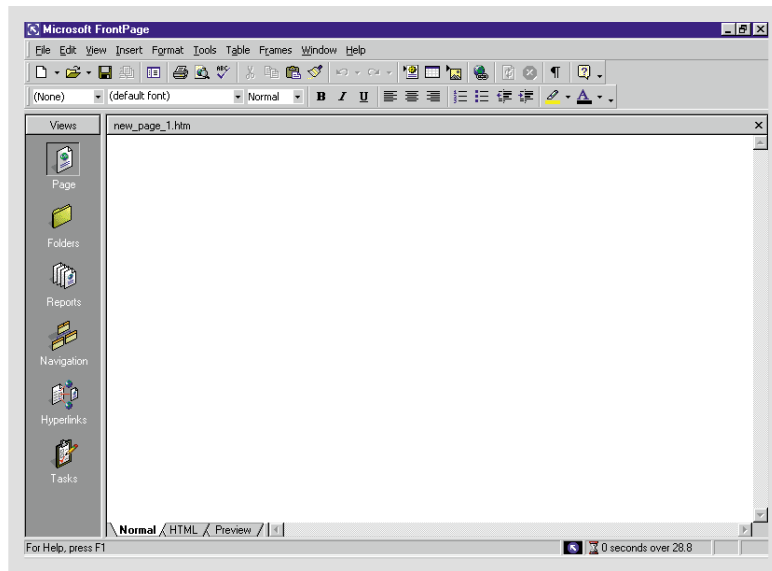 Microsoft FrontPage
File Edit View Insert Format Tools Table Frames Window Help
(None) (default font) Normal B I U A
Views new_page_1.htm
Page
Folders
Reports
Navigation
Hyperlinks
Tasks
Normal HTML Preview
For Help, press F1 0 seconds over 28.8